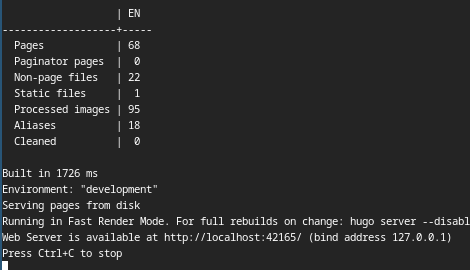 | EN
-------------------+-----
Pages | 68
Paginator pages | 0
Non-page files | 22
Static files | 1
Processed images | 95
Aliases | 18
Cleaned | 0
Built in 1726 ms
Environment: "development"
Serving pages from disk
Running in Fast Render Mode. For full rebuilds on change: hugo server --disabl
Web Server is available at http://localhost:42165/ (bind address 127.0.0.1)
Press Ctrl+C to stop